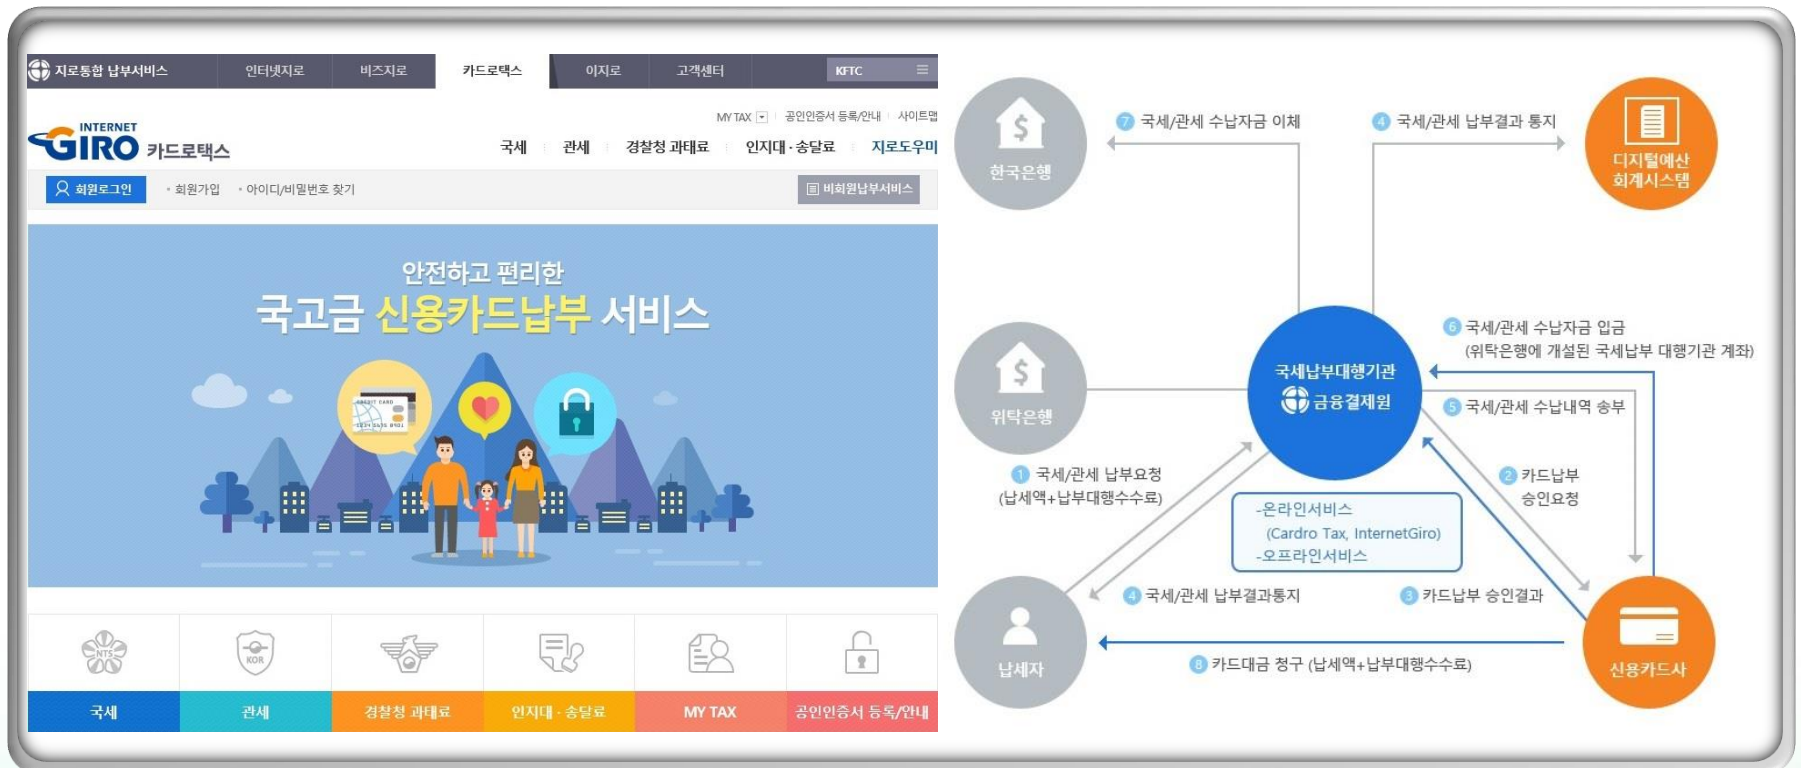 지로통합 납부서비스 인터넷지로 비즈지로 카드로택스 이지로 고객센터 KFTC
MY TAX 공인인증서 등록/안내 사이트맵
INTERNET
GIRO 카드로택스
국세 관세 경찰청 과태료 인지대 · 송달료 지로도우미
회원로그인 · 회원가입 · 아이디/비밀번호 찾기 비회원납부서비스
안전하고 편리한
국고금 신용카드납부 서비스
CREDIT CARD
NTS
KOR
국세 관세 경찰청 과태료 인지대 · 송달료 MY TAX 공인인증서 등록/안내
한국은행
7 국세/관세 수납자금 이체
4 국세/관세 납부결과 통지
디지털예산
회계시스템
위탁은행
국세납부대행기관
금융결제원
6 국세/관세 수납자금 입금
(위탁은행에 개설된 국세납부 대행기관 계좌)
5 국세/관세 수납내역 송부
1 국세/관세 납부요청
(납세액+납부대행수수료)
2 카드납부
승인요청
-온라인서비스
(Cardro Tax, InternetGiro)
-오프라인서비스
4 국세/관세 납부결과통지
3 카드납부 승인결과
납세자
8 카드대금 청구 (납세액+납부대행수수료)
신용카드사